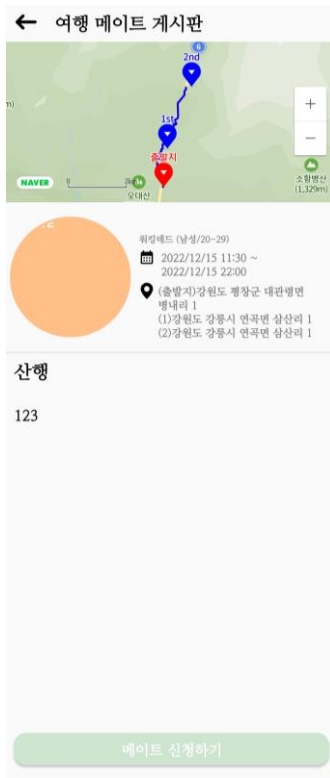 여행 메이트 게시판
6
2nd
1st
출발지
NAVER
0
오대산
소황병산
(1,329m)
+
−
워킹데드 (남성/20-29)
2022/12/15 11:30 ~
2022/12/15 22:00
(출발지)강원도 평창군 대관령면
병내리 1
(1)강원도 강릉시 연곡면 삼산리 1
(2)강원도 강릉시 연곡면 삼산리 1
산행
123
메이트 신청하기